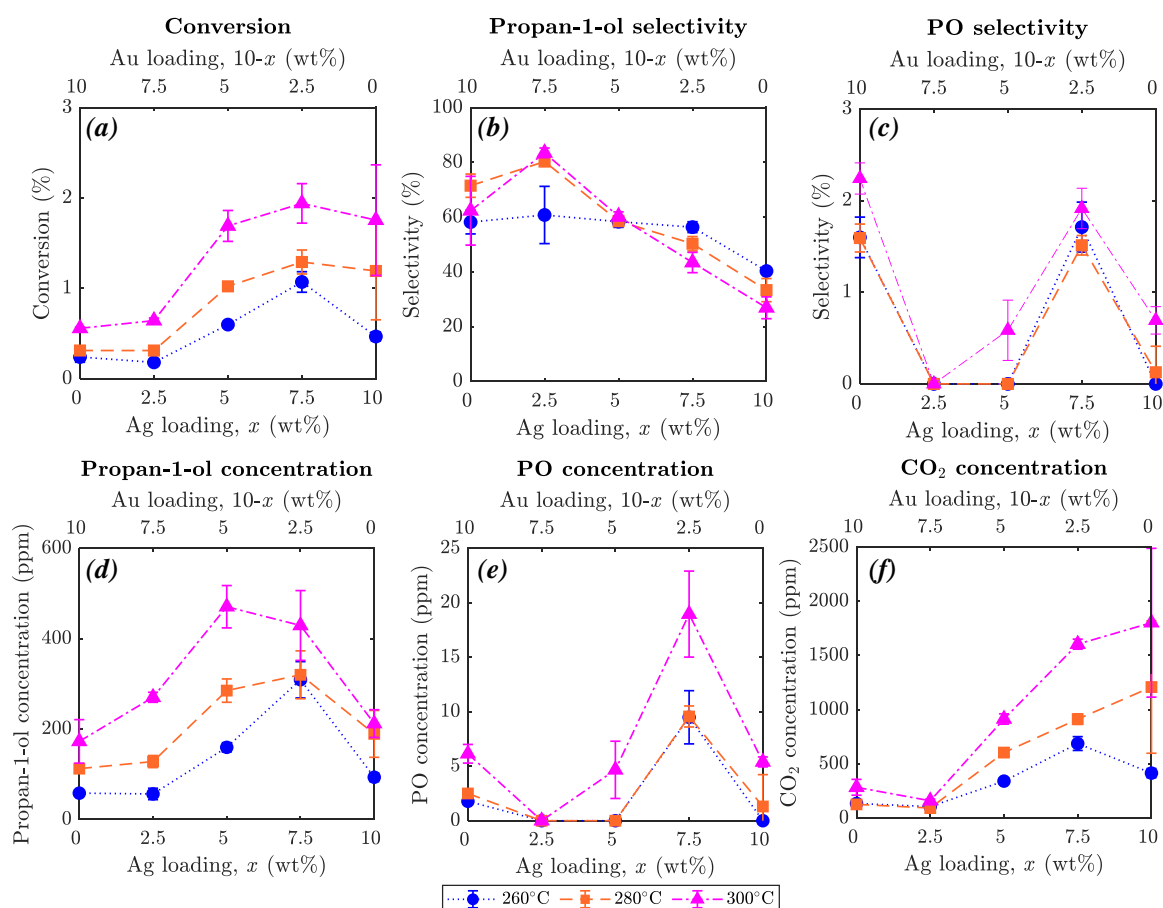 Conversion
Au loading, 10-x (wt%)
10 7.5 5 2.5 0
(a)
Conversion (%)
3
2
1
0
0 2.5 5 7.5 10
Ag loading, x (wt%)
Propan-1-ol selectivity
Au loading, 10-x (wt%)
10 7.5 5 2.5 0
(b)
Selectivity (%)
100
80
60
40
20
0
0 2.5 5 7.5 10
Ag loading, x (wt%)
PO selectivity
Au loading, 10-x (wt%)
10 7.5 5 2.5 0
(c)
Selectivity (%)
3
2
1
0
0 2.5 5 7.5 10
Ag loading, x (wt%)
Propan-1-ol concentration
Au loading, 10-x (wt%)
10 7.5 5 2.5 0
(d)
Propan-1-ol concentration (ppm)
600
400
200
0
0 2.5 5 7.5 10
Ag loading, x (wt%)
PO concentration
Au loading, 10-x (wt%)
10 7.5 5 2.5 0
(e)
PO concentration (ppm)
25
20
15
10
5
0
0 2.5 5 7.5 10
Ag loading, x (wt%)
CO₂ concentration
Au loading, 10-x (wt%)
10 7.5 5 2.5 0
(f)
CO₂ concentration (ppm)
2500
2000
1500
1000
500
0
0 2.5 5 7.5 10
Ag loading, x (wt%)
260°C 280°C 300°C